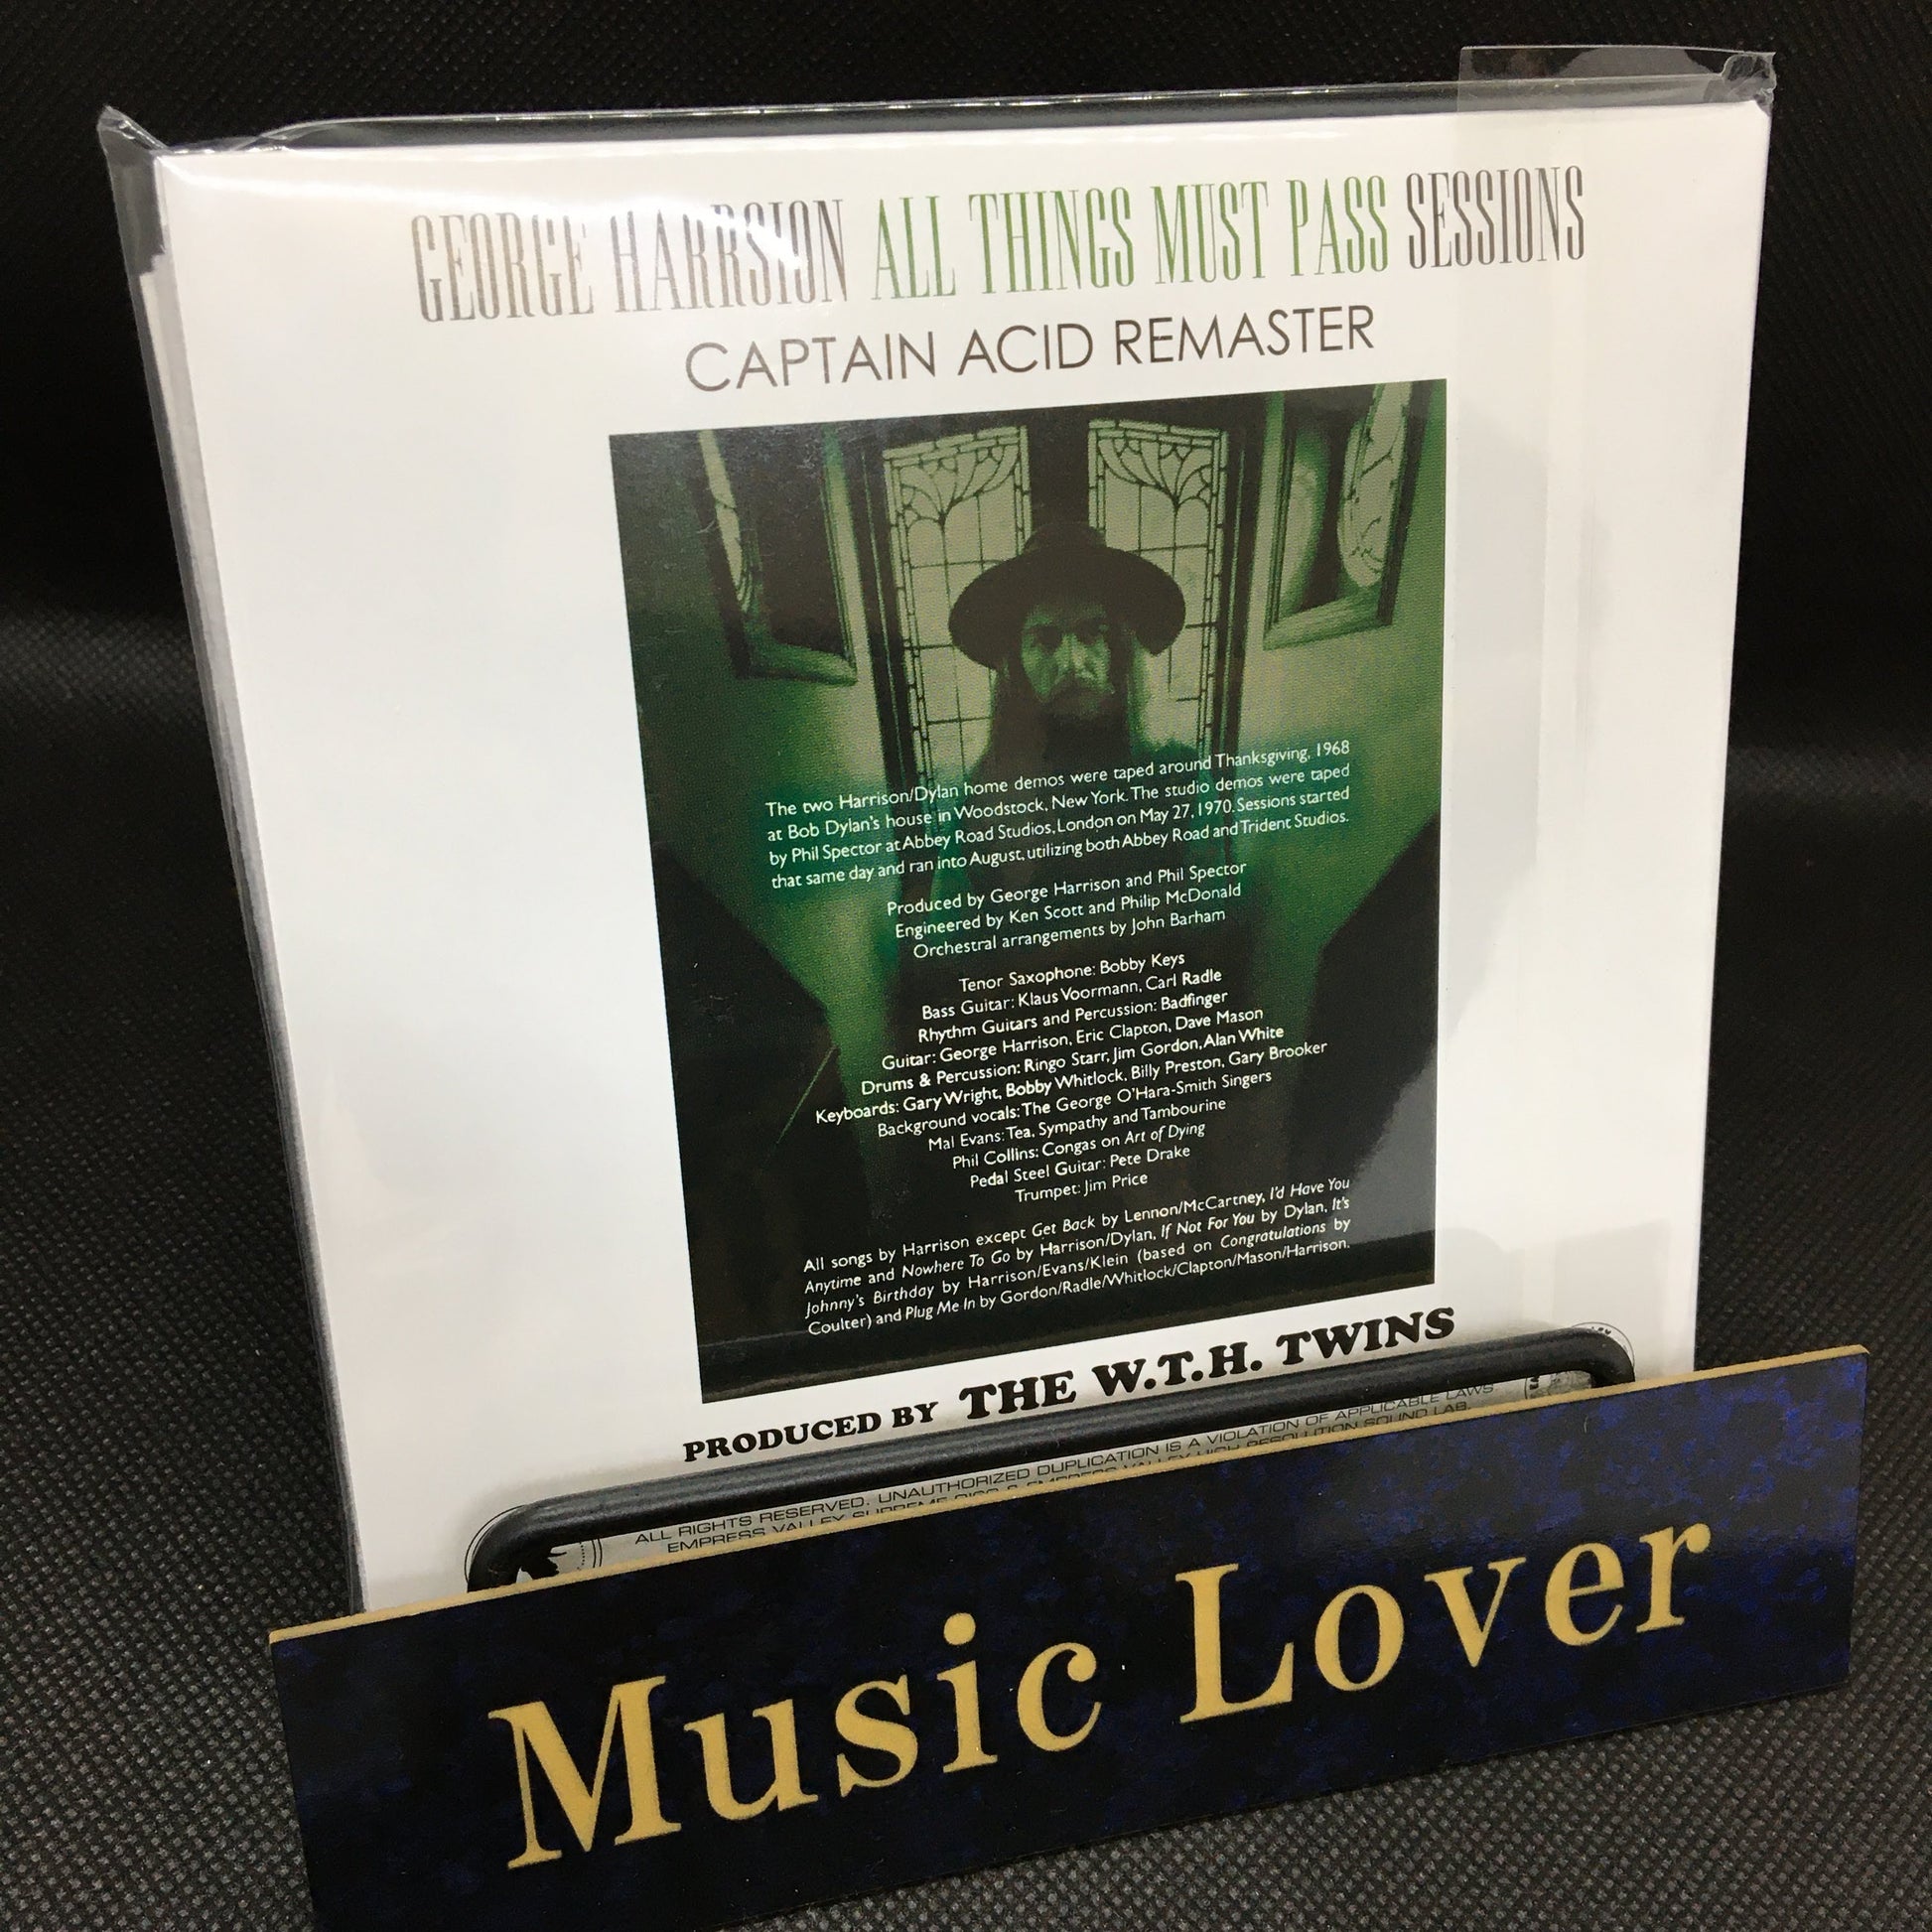 GEORGE HARRSION ALL THINGS MUST PASS SESSIONS
CAPTAIN ACID REMASTER
The two Harrison/Dylan home demos were taped around Thanksgiving, 1968
at Bob Dylan's house in Woodstock, New York. The studio demos were taped
by Phil Spector at Abbey Road Studios, London on May 27, 1970. Sessions started
that same day and ran into August, utilizing both Abbey Road and Trident Studios.
Produced by George Harrison and Phil Spector
Engineered by Ken Scott and Philip McDonald
Orchestral arrangements by John Barham
Tenor Saxophone: Bobby Keys
Bass Guitar: Klaus Voormann, Carl Radle
Rhythm Guitars and Percussion: Badfinger
Guitar: George Harrison, Eric Clapton, Dave Mason
Drums & Percussion: Ringo Starr, Jim Gordon, Alan White
Keyboards: Gary Wright, Bobby Whitlock, Billy Preston, Gary Brooker
Background vocals: The George O'Hara-Smith Singers
Mal Evans: Tea, Sympathy and Tambourine
Phil Collins: Congas on Art of Dying
Pedal Steel Guitar: Pete Drake
Trumpet: Jim Price
All songs by Harrison except Get Back by Lennon/McCartney, I'd Have You
Anytime and Nowhere To Go by Harrison/Dylan, If Not For You by Dylan, It's
Johnny's Birthday by Harrison/Evans/Klein (based on Congratulations by
Coulter) and Plug Me In by Gordon/Radle/Whitlock/Clapton/Mason/Harrison.
PRODUCED BY THE W.T.H. TWINS
ALL RIGHTS RESERVED. UNAUTHORIZED DUPLICATION IS A VIOLATION OF APPLICABLE LAWS.
EMPRESS VALLEY SUPREME DISC & EMPRESS VALLEY HIGH RESOLUTION SOUND LAB.
Music Lover